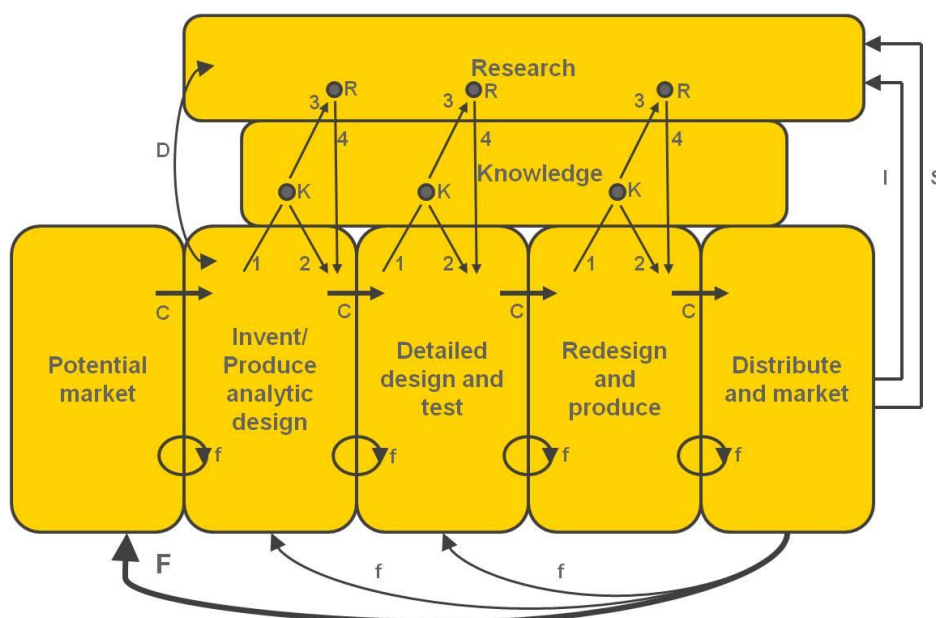 Research
R
R
R
3
3
3
D
4
4
4
Knowledge
I
S
K
K
K
1
2
1
2
1
2
C
C
C
C
Potential
market
Invent/
Produce
analytic
design
Detailed
design and
test
Redesign
and
produce
Distribute
and market
f
f
f
f
F
f
f